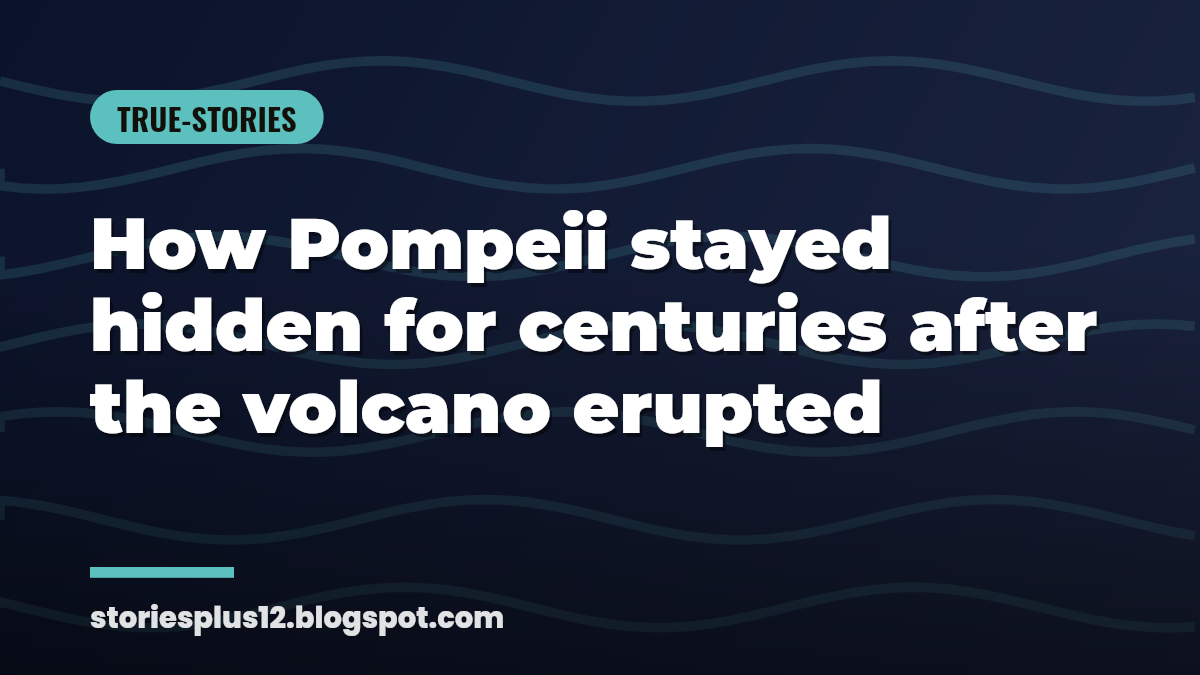 TRUE-STORIES
How Pompeii stayed
hidden for centuries after
the volcano erupted
storiesplus12.blogspot.com